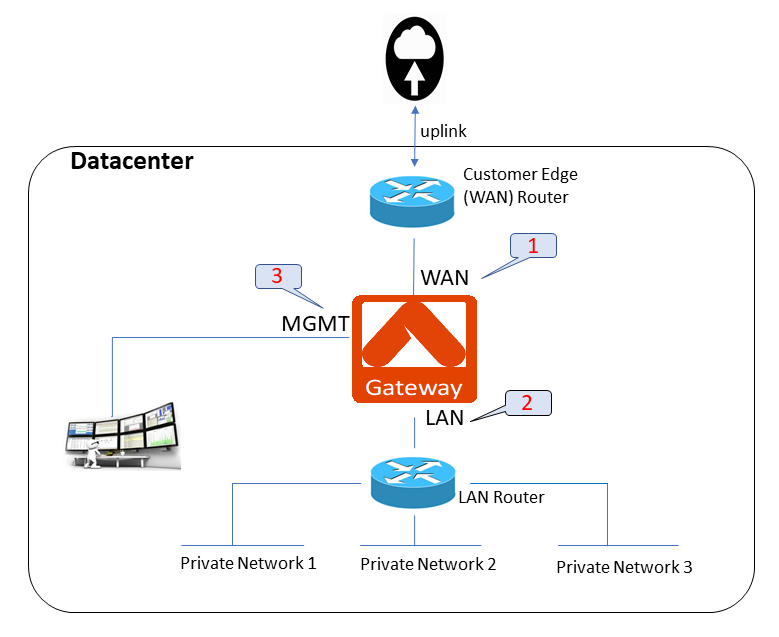 uplink
Datacenter
Customer Edge
(WAN) Router
1
WAN
3
MGMT
Gateway
2
LAN
LAN Router
Private Network 1
Private Network 2
Private Network 3